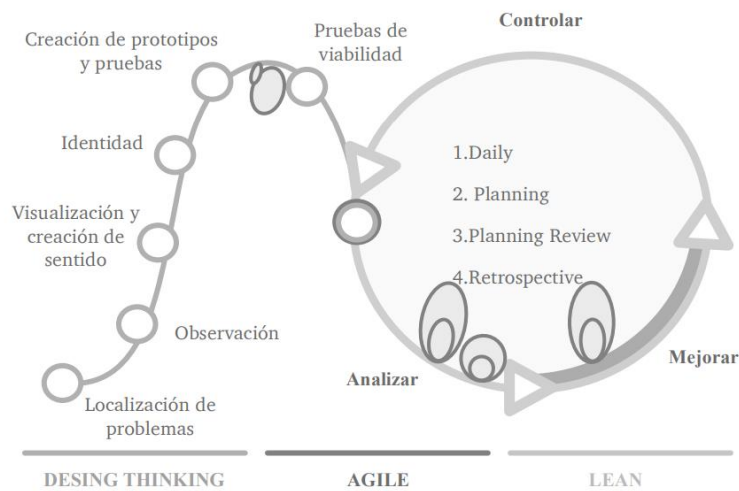 Controlar
Creación de prototipos
y pruebas
Pruebas de
viabilidad
Identidad
1.Daily
2. Planning
3.Planning Review
4.Retrospective
Visualización y
creación de
sentido
Observación
Mejorar
Analizar
Localización de
problemas
DESING THINKING
AGILE
LEAN